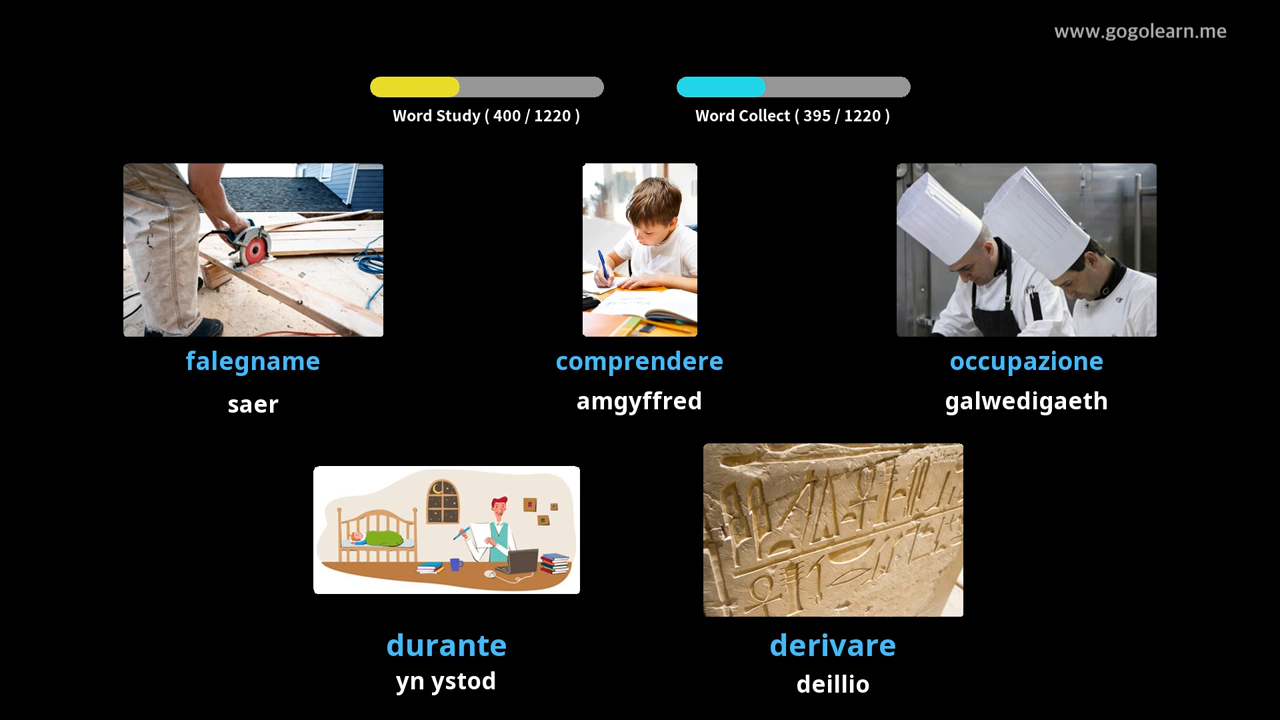 www.gogolearn.me
Word Study ( 400 / 1220 )
Word Collect ( 395 / 1220 )
falegname
saer
comprendere
amgyffred
occupazione
galwedigaeth
durante
yn ystod
derivare
deillio